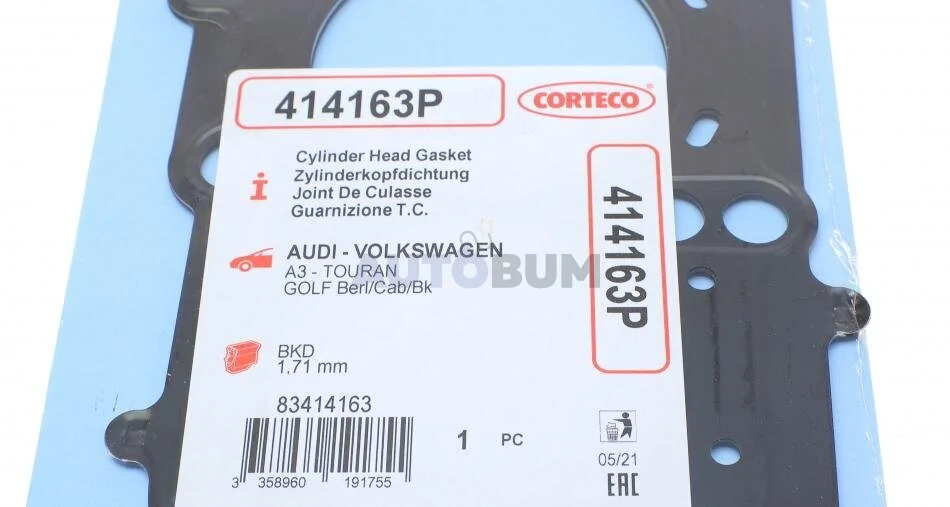 414163P
CORTECO
Cylinder Head Gasket
Zylinderkopfdichtung
Joint De Culasse
Guarnizione T.C.
414163P
AUDI - VOLKSWAGEN
A3 - TOURAN
GOLF Berl/Cab/Bk
AUTOBUM
BKD
1,71 mm
83414163
1 PC
3 358960 191755
05/21
EAC